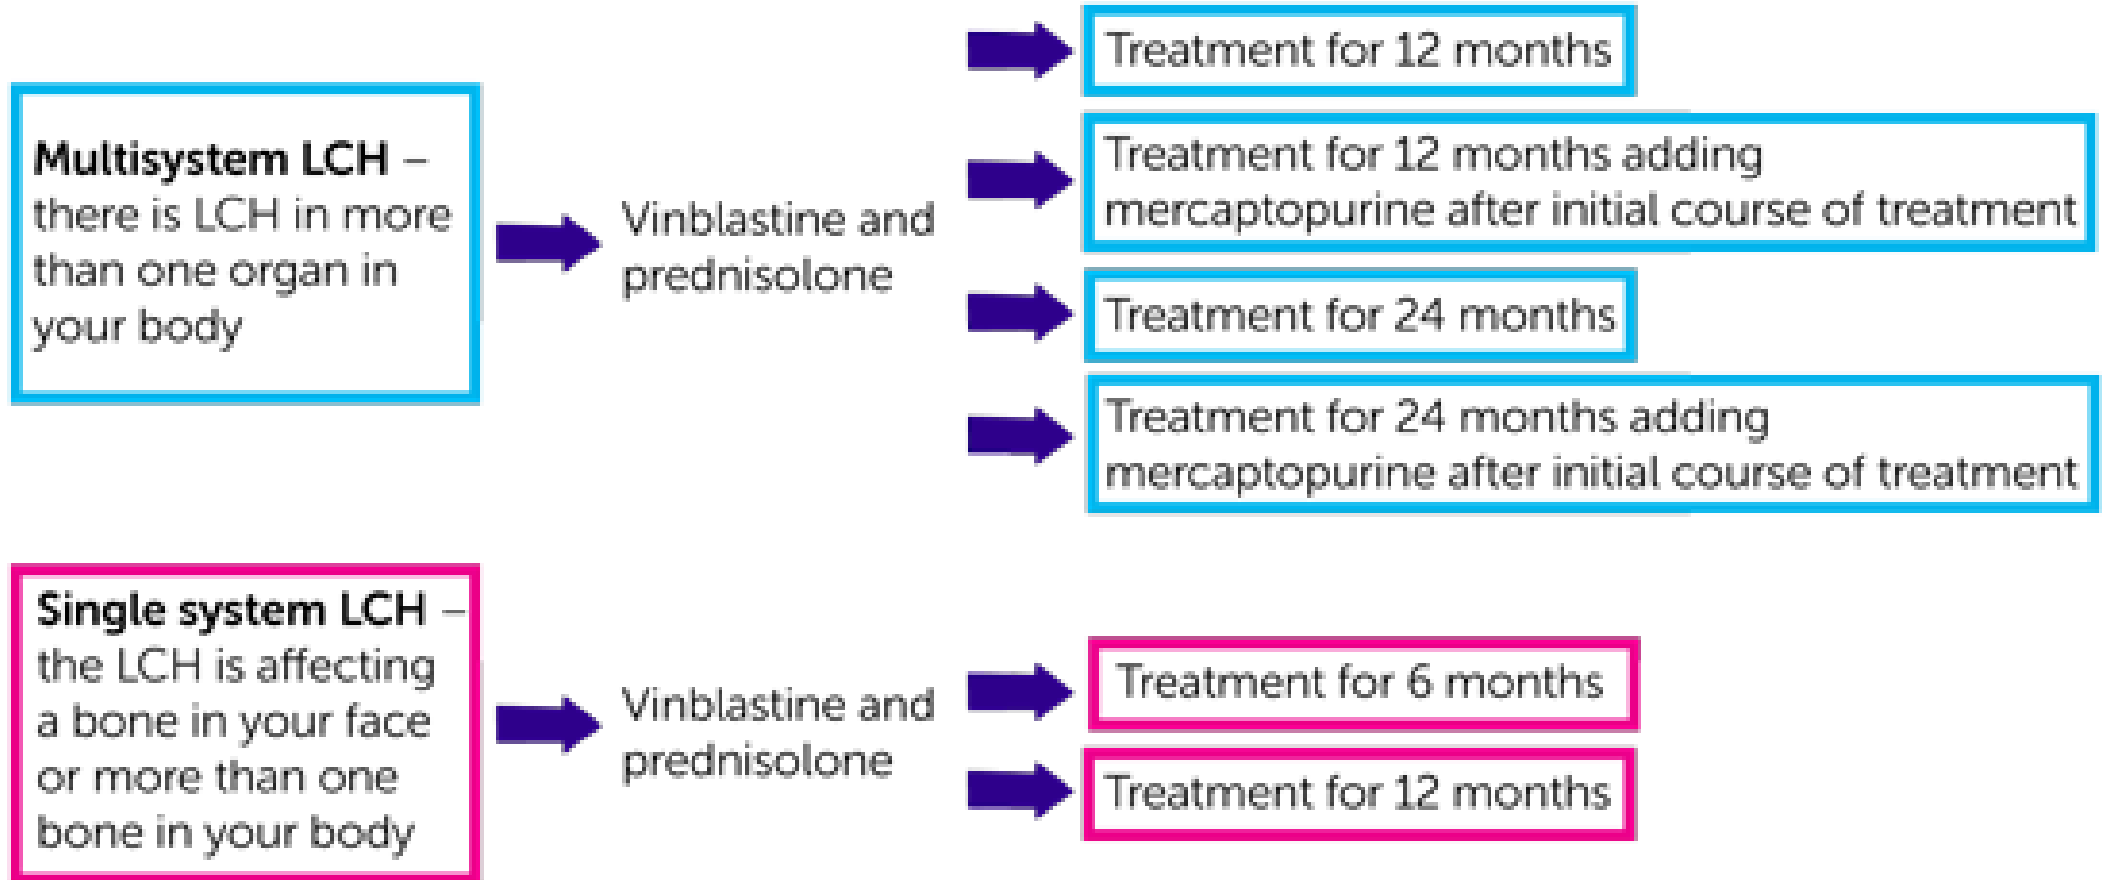 Multisystem LCH –
there is LCH in more
than one organ in
your body
Vinblastine and
prednisolone
Treatment for 12 months
Treatment for 12 months adding
mercaptopurine after initial course of treatment
Treatment for 24 months
Treatment for 24 months adding
mercaptopurine after initial course of treatment
Single system LCH –
the LCH is affecting
a bone in your face
or more than one
bone in your body
Vinblastine and
prednisolone
Treatment for 6 months
Treatment for 12 months